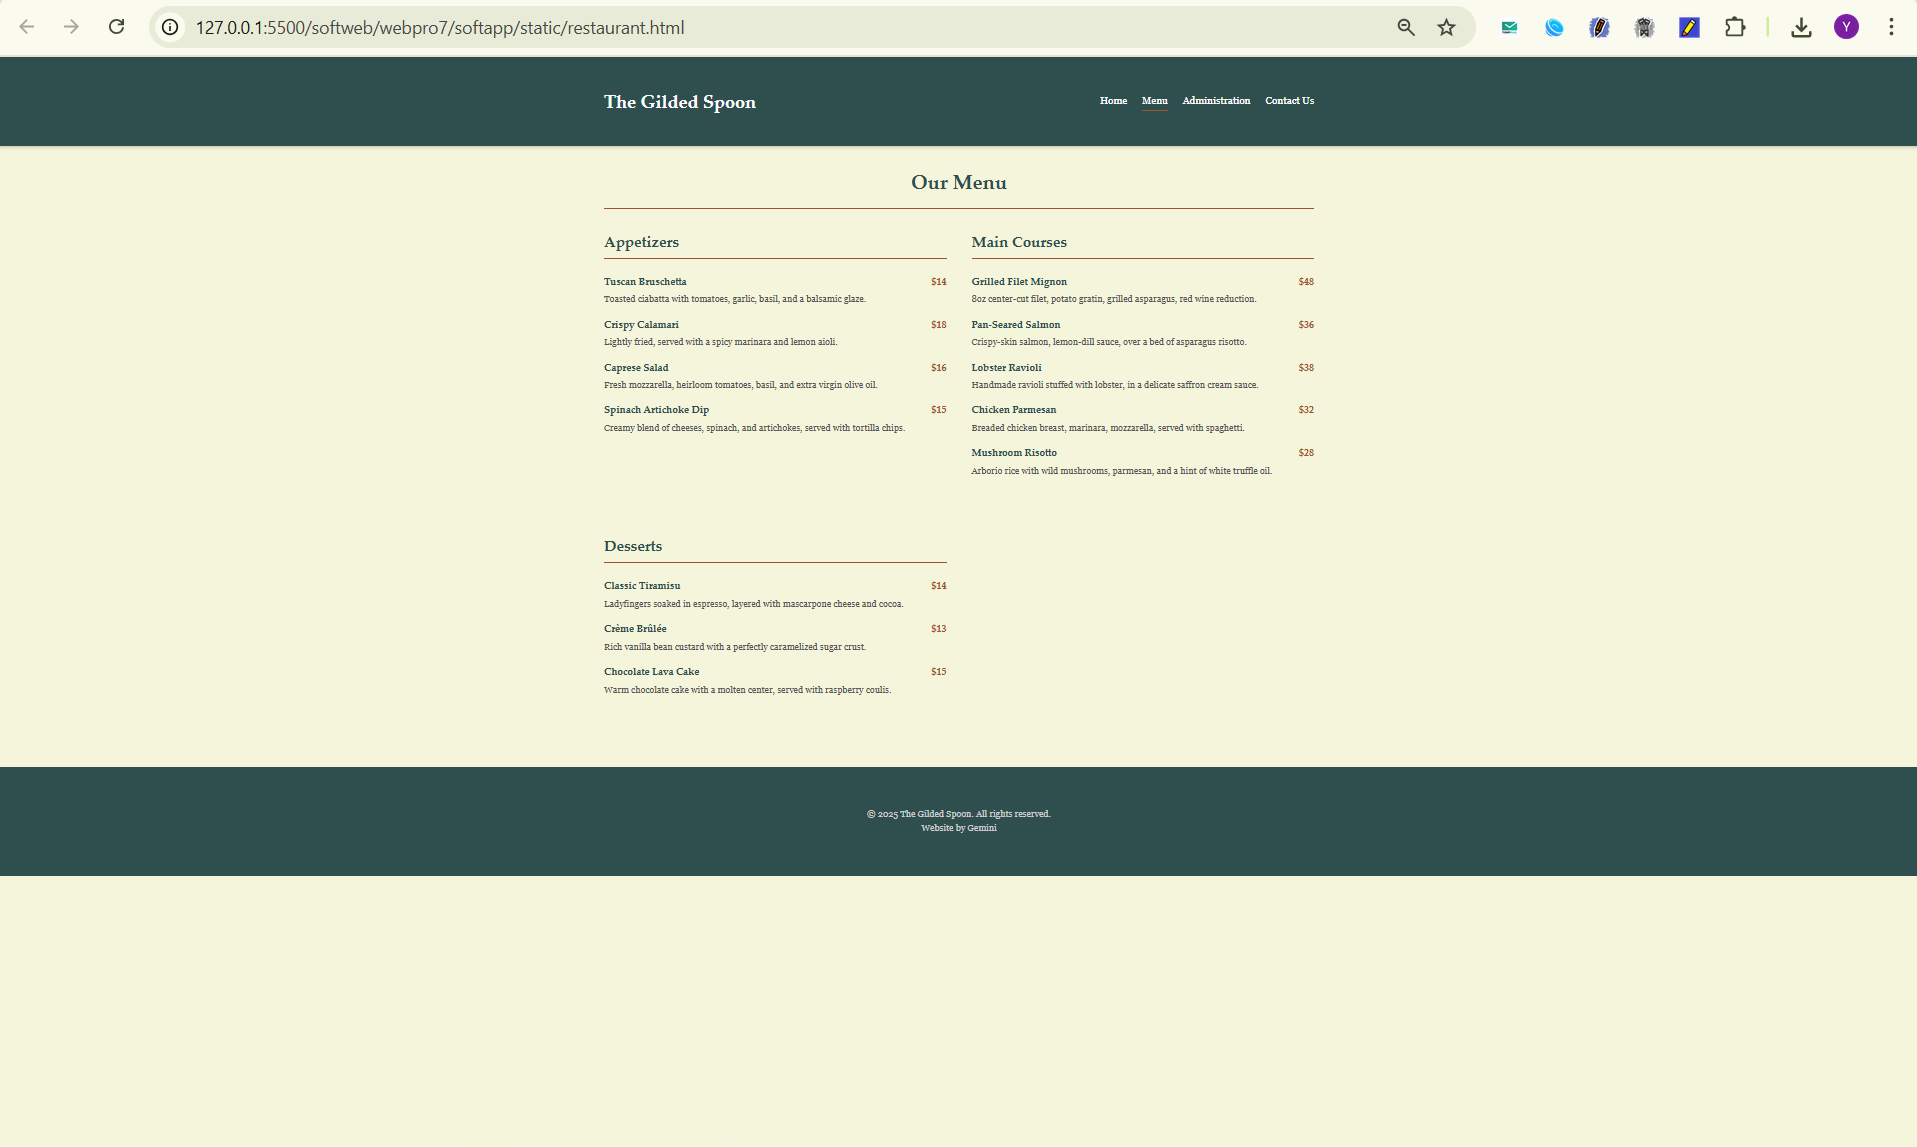 127.0.0.1:5500/softweb/webpro7/softapp/static/restaurant.html
Y
The Gilded Spoon
Home Menu Administration Contact Us
Our Menu
Appetizers
Tuscan Bruschetta $14
Toasted ciabatta with tomatoes, garlic, basil, and a balsamic glaze.
Crispy Calamari $18
Lightly fried, served with a spicy marinara and lemon aioli.
Caprese Salad $16
Fresh mozzarella, heirloom tomatoes, basil, and extra virgin olive oil.
Spinach Artichoke Dip $15
Creamy blend of cheeses, spinach, and artichokes, served with tortilla chips.
Main Courses
Grilled Filet Mignon $48
8oz center-cut filet, potato gratin, grilled asparagus, red wine reduction.
Pan-Seared Salmon $36
Crispy-skin salmon, lemon-dill sauce, over a bed of asparagus risotto.
Lobster Ravioli $38
Handmade ravioli stuffed with lobster, in a delicate saffron cream sauce.
Chicken Parmesan $32
Breaded chicken breast, marinara, mozzarella, served with spaghetti.
Mushroom Risotto $28
Arborio rice with wild mushrooms, parmesan, and a hint of white truffle oil.
Desserts
Classic Tiramisu $14
Ladyfingers soaked in espresso, layered with mascarpone cheese and cocoa.
Crème Brûlée $13
Rich vanilla bean custard with a perfectly caramelized sugar crust.
Chocolate Lava Cake $15
Warm chocolate cake with a molten center, served with raspberry coulis.
© 2025 The Gilded Spoon. All rights reserved.
Website by Gemini